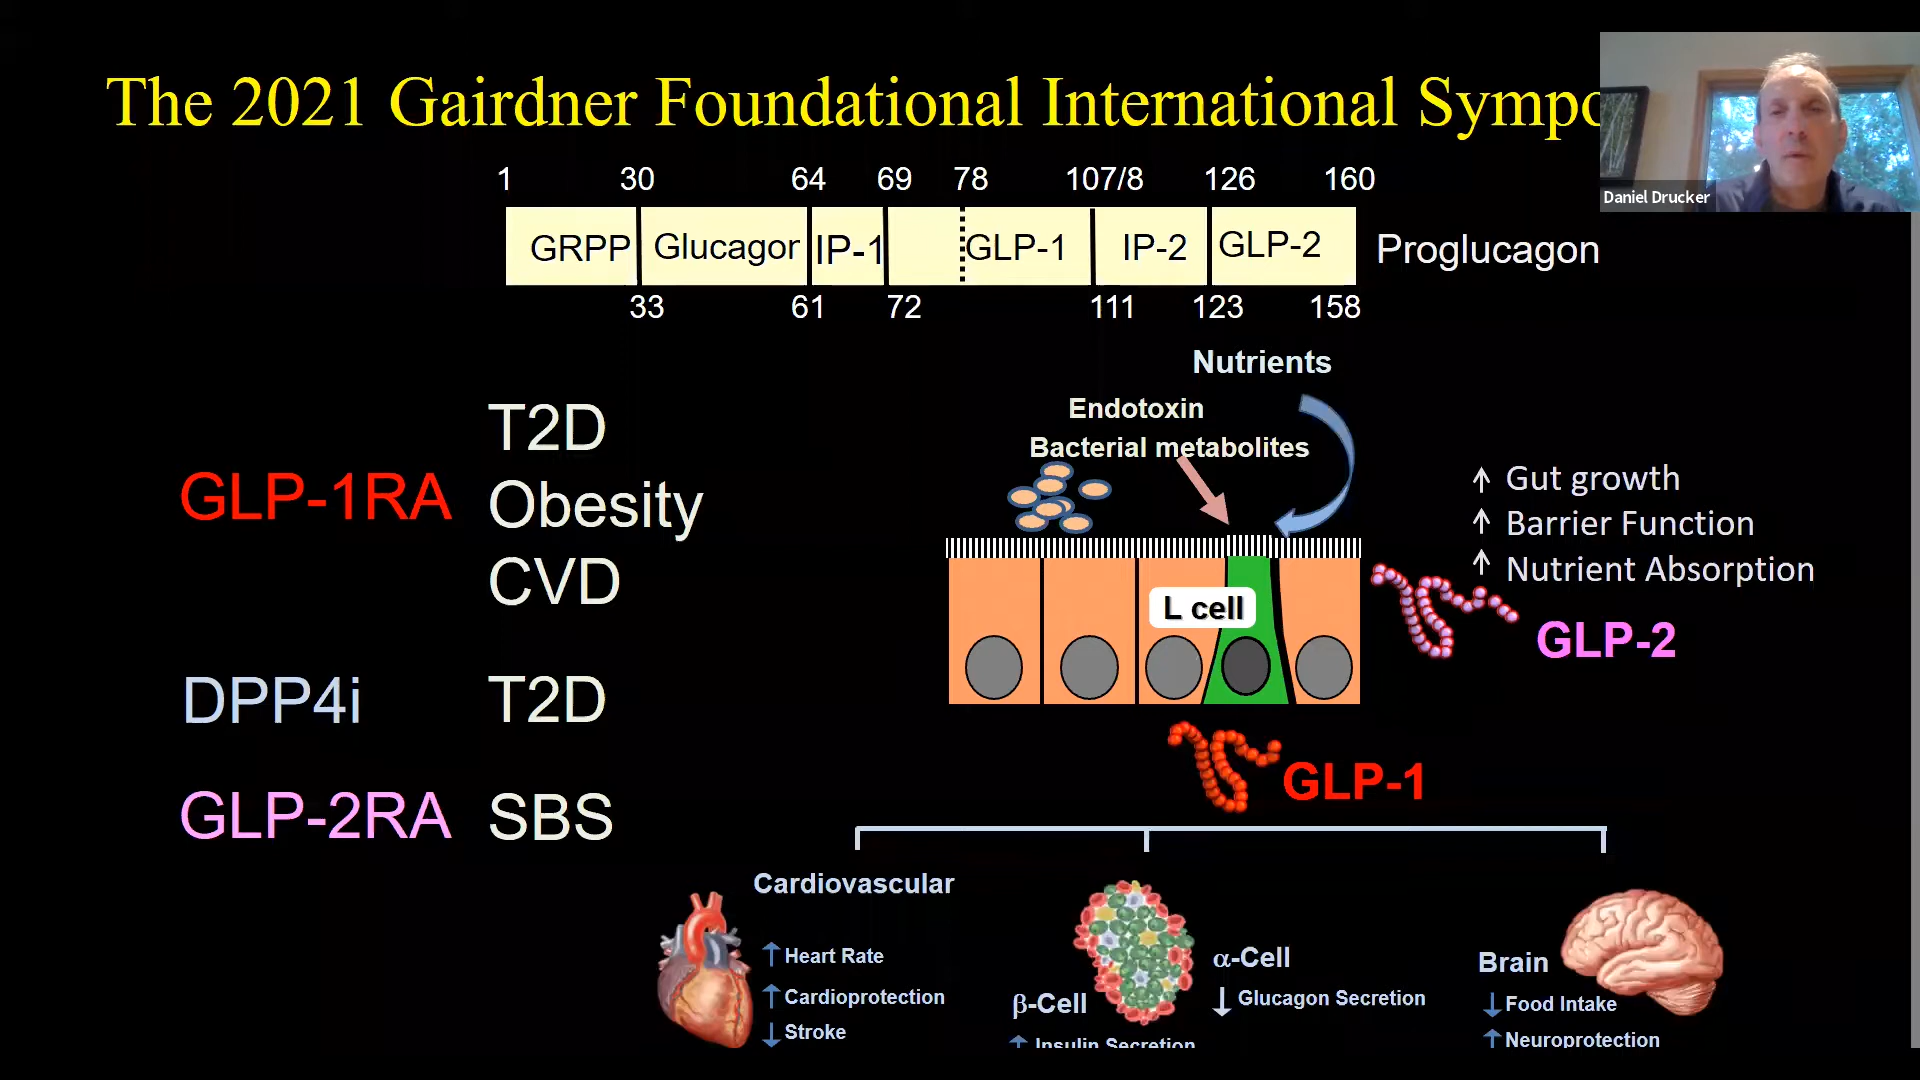 The 2021 Gairdner Foundational International Sympo
Daniel Drucker
1 30 64 69 78 107/8 126 160
GRPP Glucagor IP-1 GLP-1 IP-2 GLP-2 Proglucagon
33 61 72 111 123 158
Nutrients
Endotoxin
Bacterial metabolites
GLP-1RA
T2D
Obesity
CVD
DPP4i T2D
GLP-2RA SBS
L cell
↑ Gut growth
↑ Barrier Function
↑ Nutrient Absorption
GLP-2
GLP-1
Cardiovascular
↑ Heart Rate
↑ Cardioprotection
↓ Stroke
β-Cell
↑ Insulin Secretion
α-Cell
↓ Glucagon Secretion
Brain
↓ Food Intake
↑ Neuroprotection